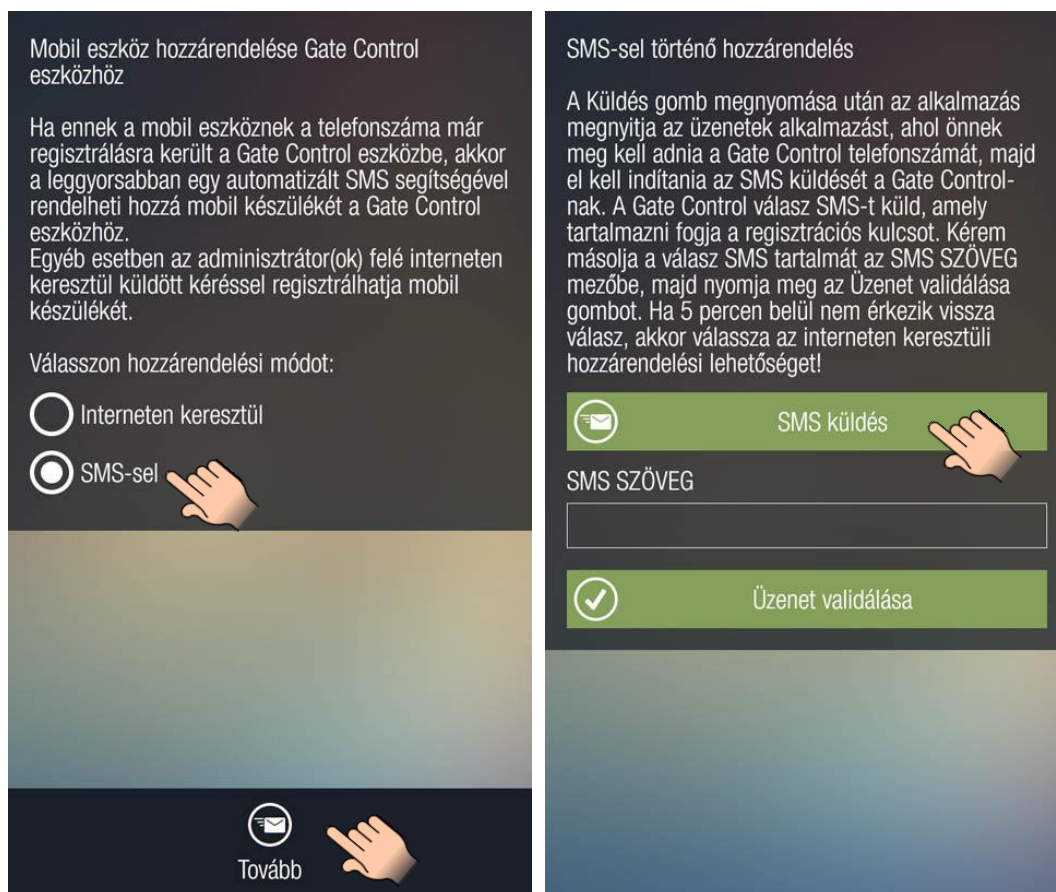 Mobil eszköz hozzárendelése Gate Control
eszközhöz
Ha ennek a mobil eszköznek a telefonszáma már
regisztrálásra került a Gate Control eszközbe, akkor
a leggyorsabban egy automatizált SMS segítségével
rendelheti hozzá mobil készülékét a Gate Control
eszközhöz.
Egyéb esetben az adminisztrátor(ok) felé interneten
keresztül küldött kéréssel regisztrálhatja mobil
készülékét.
Válasszon hozzárendelési módot:
Interneten keresztül
SMS-sel
Tovább
SMS-sel történő hozzárendelés
A Küldés gomb megnyomása után az alkalmazás
megnyitja az üzenetek alkalmazást, ahol önnek
meg kell adnia a Gate Control telefonszámát, majd
el kell indítania az SMS küldését a Gate Control-
nak. A Gate Control válasz SMS-t küld, amely
tartalmazni fogja a regisztrációs kulcsot. Kérem
másolja a válasz SMS tartalmát az SMS SZÖVEG
mezőbe, majd nyomja meg az Üzenet validálása
gombot. Ha 5 percen belül nem érkezik vissza
válasz, akkor válassza az interneten keresztüli
hozzárendelési lehetőséget!
SMS küldés
SMS SZÖVEG
Üzenet validálása